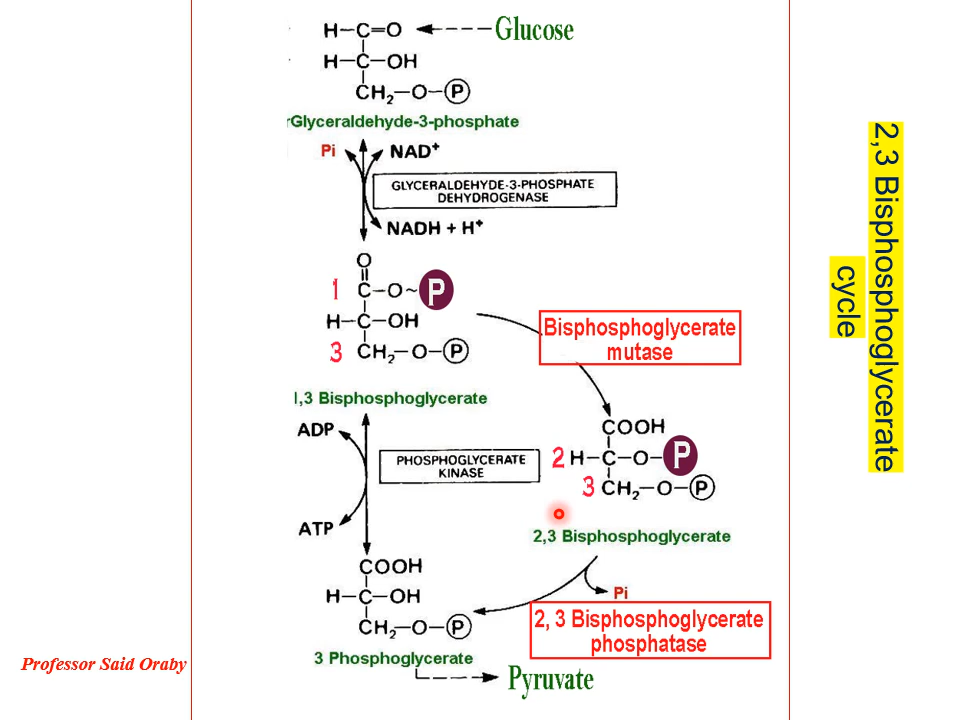 2,3 Bisphosphoglycerate
cycle
H–C=O
Glucose
H–C–OH
CH₂–O–P
rGlyceraldehyde-3-phosphate
Pi
NAD⁺
GLYCERALDEHYDE-3-PHOSPHATE
DEHYDROGENASE
NADH + H⁺
O
1 C–O~P
H–C–OH
3 CH₂–O–P
Bisphosphoglycerate
mutase
1,3 Bisphosphoglycerate
ADP
PHOSPHOGLYCERATE
KINASE
ATP
COOH
2 H–C–O–P
3 CH₂–O–P
2,3 Bisphosphoglycerate
Pi
2, 3 Bisphosphoglycerate
phosphatase
COOH
H–C–OH
CH₂–O–P
3 Phosphoglycerate
Pyruvate
Professor Said Oraby